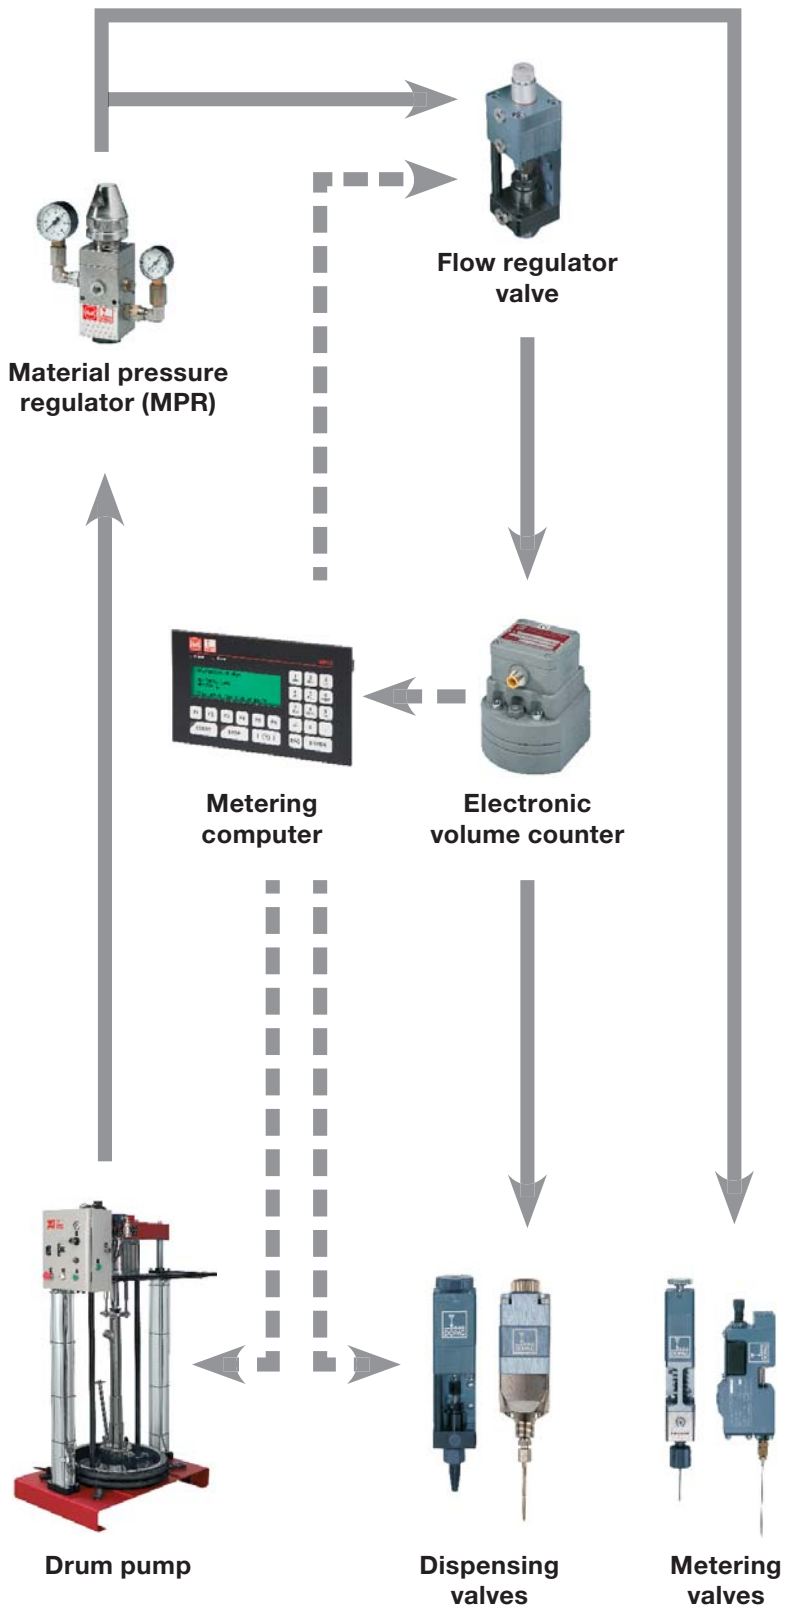 Flow regulator
valve
Material pressure
regulator (MPR)
Metering
computer
Electronic
volume counter
Drum pump
Dispensing
valves
Metering
valves